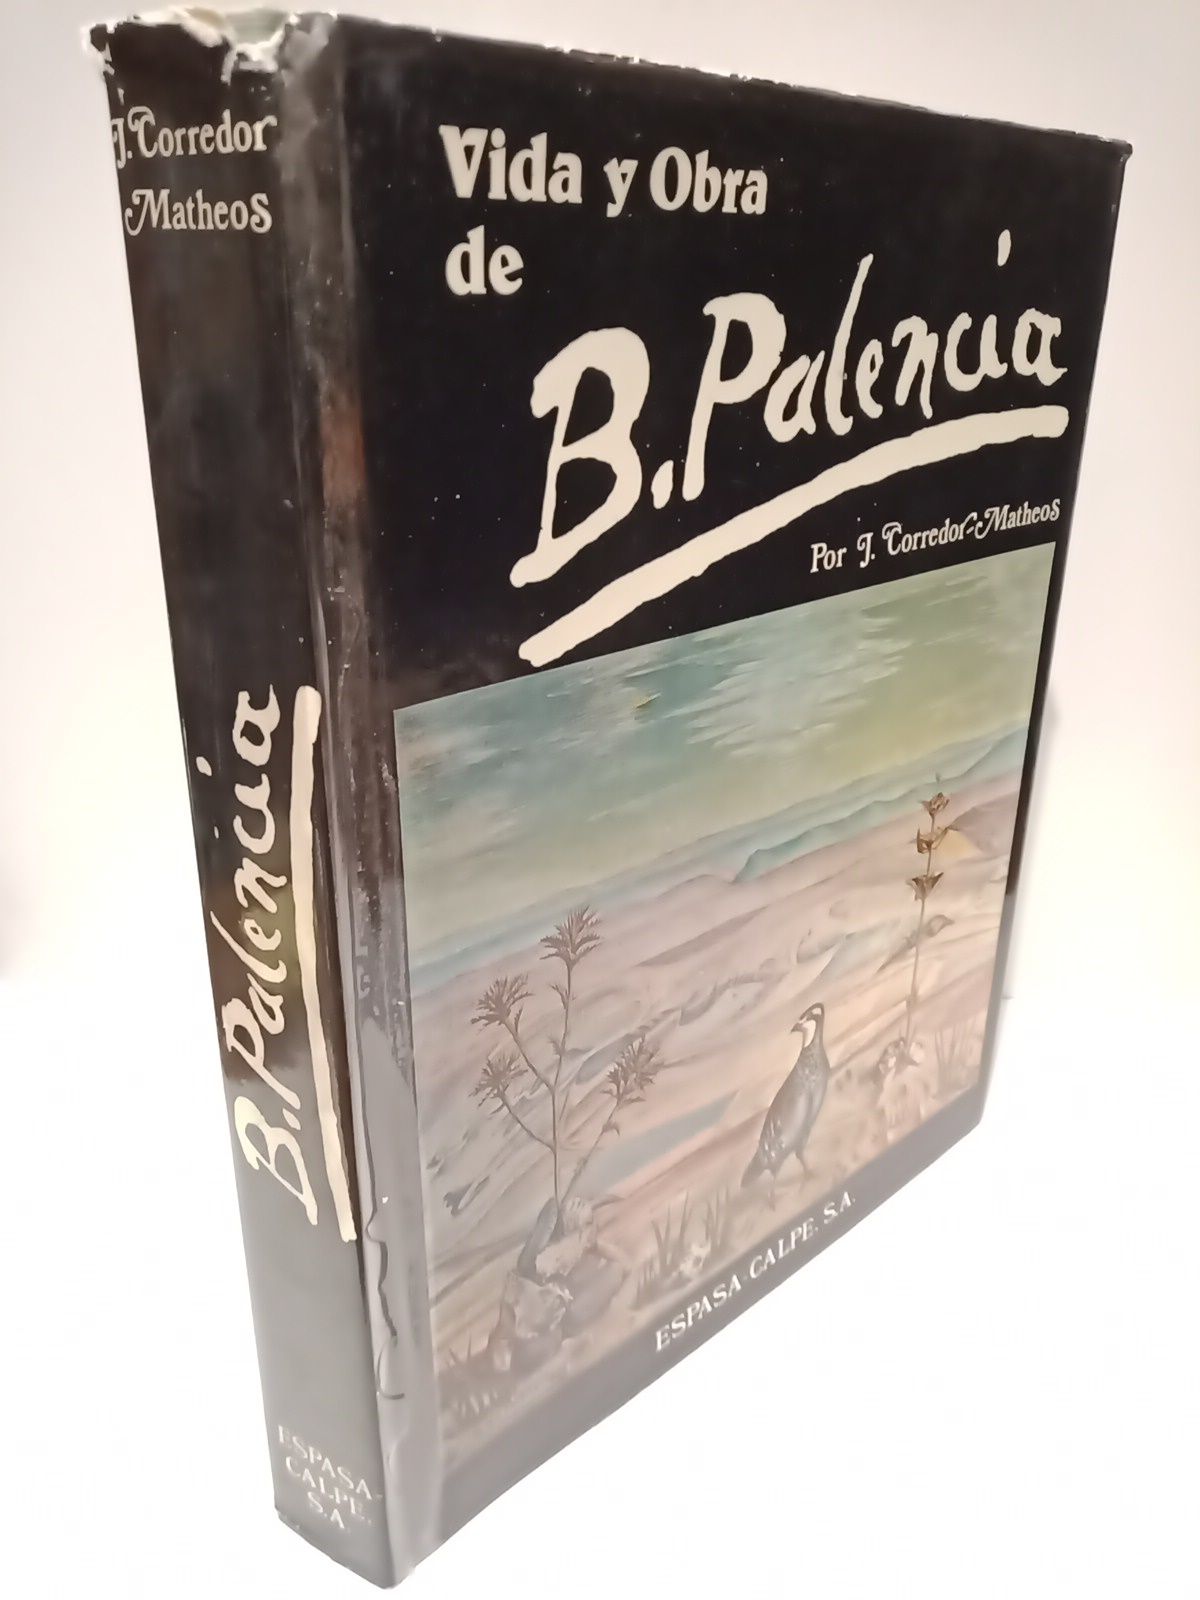 J. Corredor
Matheos
B. Palencia
ESPASA-
CALPE,
S.A
Vida y Obra
de
B. Palencia
Por J. Corredor-Matheos
ESPASA-CALPE, S.A.